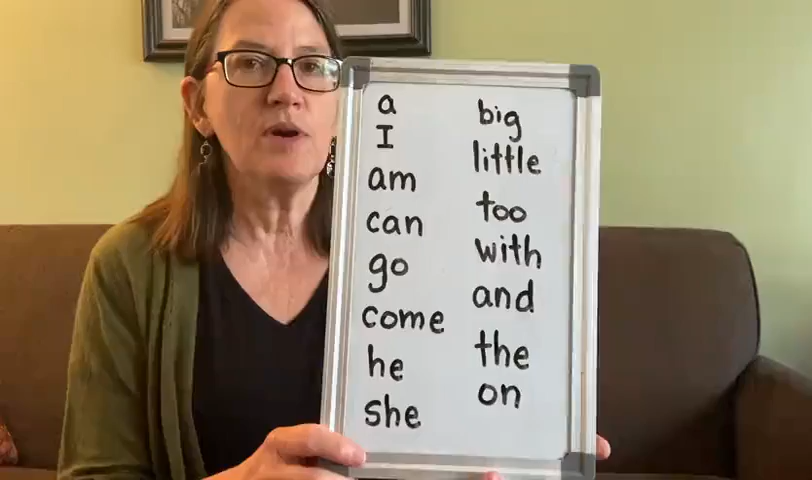 a
I
am
can
go
come
he
she
big
little
too
with
and
the
on